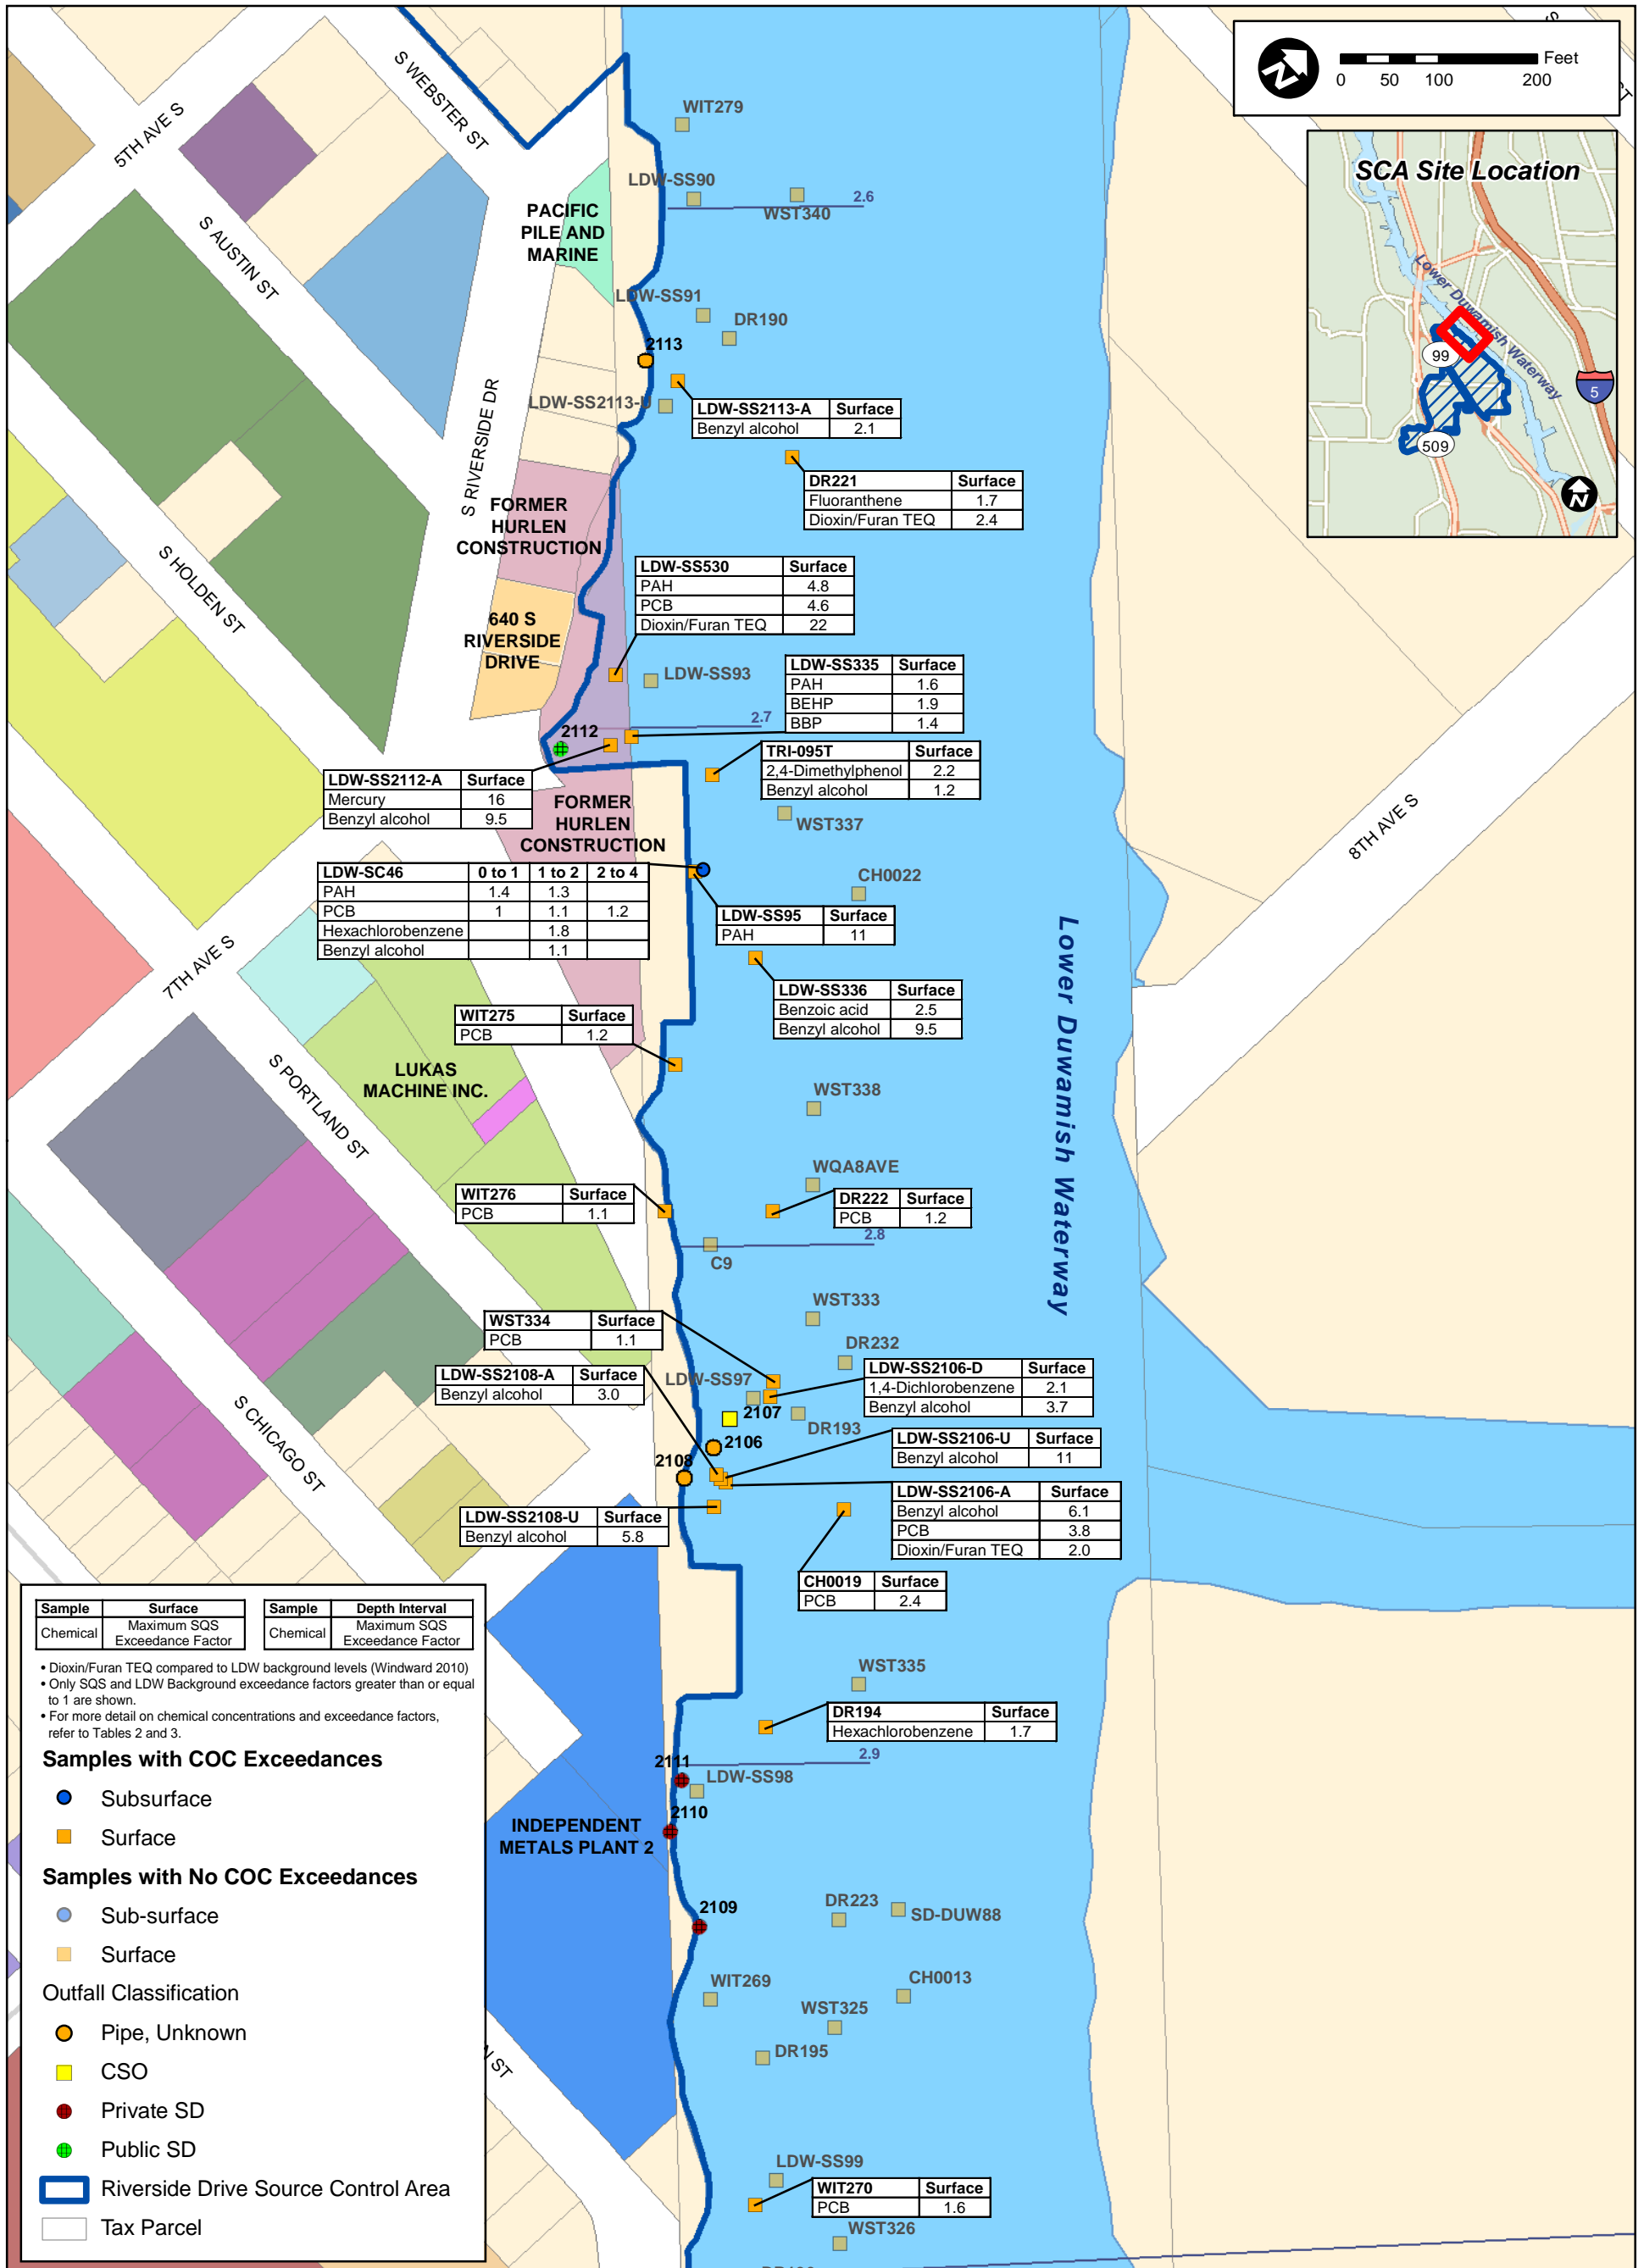 Feet
0 50 100 200
SCA Site Location
Lower Duwamish Waterway
99
509
5
N
N
S WEBSTER ST
5TH AVE S
S AUSTIN ST
S RIVERSIDE DR
S HOLDEN ST
7TH AVE S
S PORTLAND ST
S CHICAGO ST
8TH AVE S
Lower Duwamish Waterway
WIT279
LDW-SS90
WST340
2.6
PACIFIC
PILE AND
MARINE
LDW-SS91
DR190
2113
LDW-SS2113-U
LDW-SS2113-A Surface
Benzyl alcohol 2.1
DR221 Surface
Fluoranthene 1.7
Dioxin/Furan TEQ 2.4
FORMER
HURLEN
CONSTRUCTION
LDW-SS530 Surface
PAH 4.8
PCB 4.6
Dioxin/Furan TEQ 22
640 S
RIVERSIDE
DRIVE
LDW-SS93
LDW-SS335 Surface
PAH 1.6
BEHP 1.9
BBP 1.4
2.7
2112
TRI-095T Surface
2,4-Dimethylphenol 2.2
Benzyl alcohol 1.2
LDW-SS2112-A Surface
Mercury 16
Benzyl alcohol 9.5
FORMER
HURLEN
CONSTRUCTION
WST337
LDW-SC46 0 to 1 1 to 2 2 to 4
PAH 1.4 1.3
PCB 1 1.1 1.2
Hexachlorobenzene 1.8
Benzyl alcohol 1.1
CH0022
LDW-SS95 Surface
PAH 11
LDW-SS336 Surface
Benzoic acid 2.5
Benzyl alcohol 9.5
WIT275 Surface
PCB 1.2
LUKAS
MACHINE INC.
WST338
WQA8AVE
WIT276 Surface
PCB 1.1
DR222 Surface
PCB 1.2
2.8
C9
WST333
WST334 Surface
PCB 1.1
DR232
LDW-SS2108-A Surface
Benzyl alcohol 3.0
LDW-SS97
LDW-SS2106-D Surface
1,4-Dichlorobenzene 2.1
Benzyl alcohol 3.7
2107
DR193
2106
LDW-SS2106-U Surface
Benzyl alcohol 11
2108
LDW-SS2106-A Surface
Benzyl alcohol 6.1
PCB 3.8
Dioxin/Furan TEQ 2.0
LDW-SS2108-U Surface
Benzyl alcohol 5.8
CH0019 Surface
PCB 2.4
WST335
DR194 Surface
Hexachlorobenzene 1.7
2.9
2111
LDW-SS98
2110
INDEPENDENT
METALS PLANT 2
2109
DR223
SD-DUW88
WIT269
CH0013
WST325
DR195
N ST
LDW-SS99
WIT270 Surface
PCB 1.6
WST326
Sample Surface
Chemical Maximum SQS
Exceedance Factor
Sample Depth Interval
Chemical Maximum SQS
Exceedance Factor
• Dioxin/Furan TEQ compared to LDW background levels (Windward 2010)
• Only SQS and LDW Background exceedance factors greater than or equal
to 1 are shown.
• For more detail on chemical concentrations and exceedance factors,
refer to Tables 2 and 3.
Samples with COC Exceedances
Subsurface
Surface
Samples with No COC Exceedances
Sub-surface
Surface
Outfall Classification
Pipe, Unknown
CSO
Private SD
Public SD
Riverside Drive Source Control Area
Tax Parcel